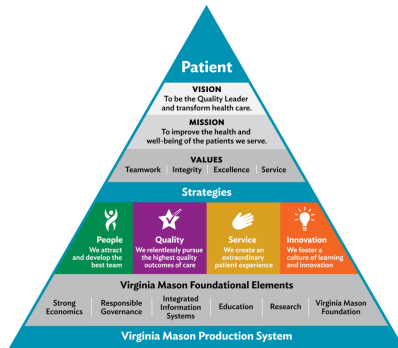 Patient
VISION
To be the Quality Leader
and transform health care.
MISSION
To improve the health and
well-being of the patients we serve.
VALUES
Teamwork Integrity Excellence Service
Strategies
People
We attract
and develop the
best team
Quality
We relentlessly pursue
the highest quality
outcomes of care
Service
We create an
extraordinary
patient experience
Innovation
We foster a
culture of learning
and innovation
Virginia Mason Foundational Elements
Strong
Economics
Responsible
Governance
Integrated
Information
Systems
Education
Research
Virginia Mason
Foundation
Virginia Mason Production System